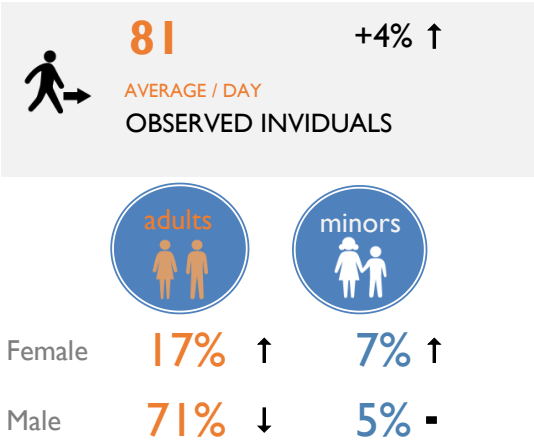 81 +4% ↑
AVERAGE / DAY
OBSERVED INVIDUALS
adults minors
Female 17% ↑ 7% ↑
Male 71% ↓ 5% -